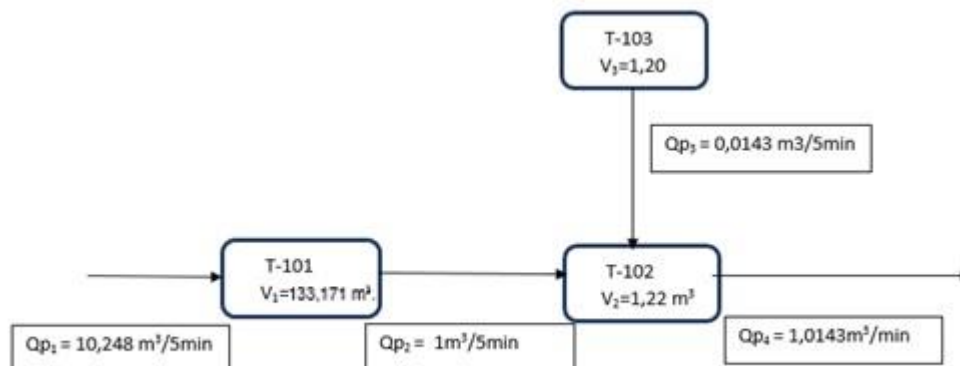 T-103
V₃=1,20
Qp₃ = 0,0143 m3/5min
T-101
V₁=133,171 m³.
T-102
V₂=1,22 m³
Qp₁ = 10,248 m³/5min
Qp₂ = 1m³/5min
Qp₄ = 1,0143m³/min